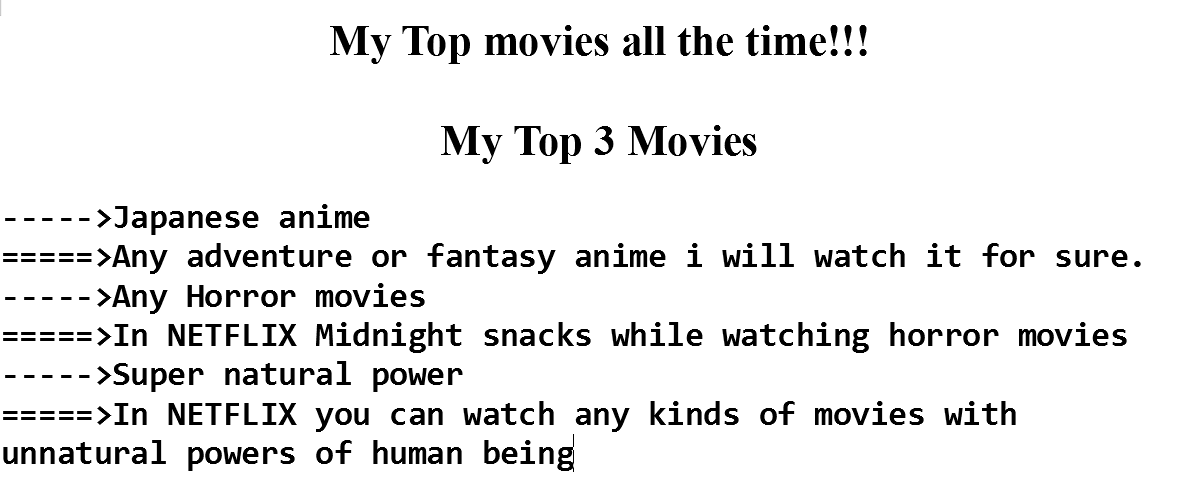 My Top movies all the time!!!
My Top 3 Movies
----->Japanese anime
=====>Any adventure or fantasy anime i will watch it for sure.
----->Any Horror movies
=====>In NETFLIX Midnight snacks while watching horror movies
----->Super natural power
=====>In NETFLIX you can watch any kinds of movies with
unnatural powers of human being